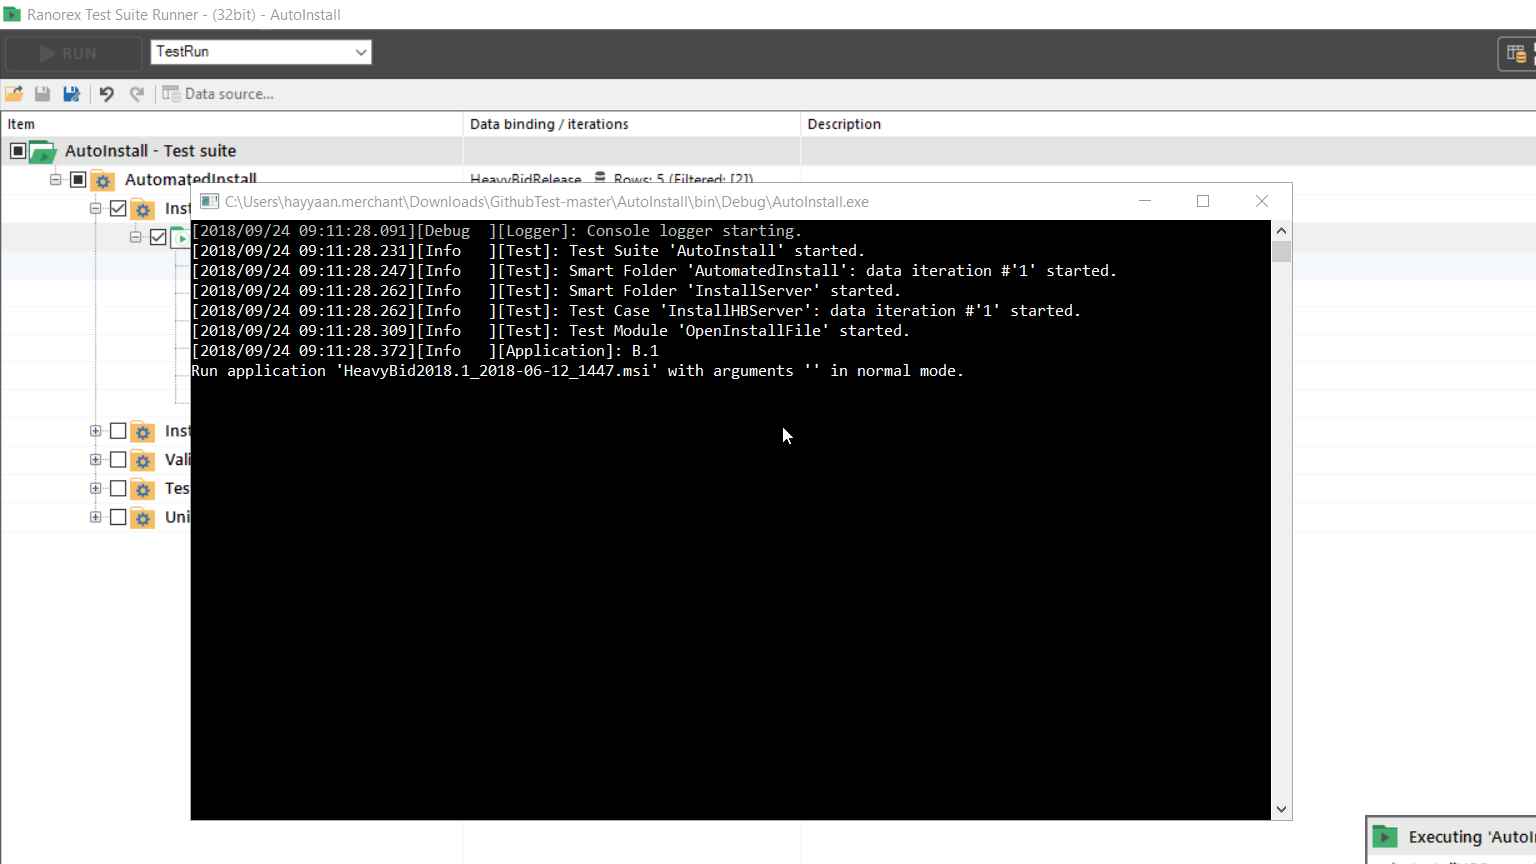 Ranorex Test Suite Runner - (32bit) - AutoInstall
RUN
TestRun
Data source...
Item
Data binding / iterations
Description
AutoInstall - Test suite
AutomatedInstall
HeavyBidRelease
Rows: 5 (Filtered: [2])
Inst
C:\Users\hayyaan.merchant\Downloads\GithubTest-master\AutoInstall\bin\Debug\AutoInstall.exe
[2018/09/24 09:11:28.091][Debug  ][Logger]: Console logger starting.
[2018/09/24 09:11:28.231][Info   ][Test]: Test Suite 'AutoInstall' started.
[2018/09/24 09:11:28.247][Info   ][Test]: Smart Folder 'AutomatedInstall': data iteration #'1' started.
[2018/09/24 09:11:28.262][Info   ][Test]: Smart Folder 'InstallServer' started.
[2018/09/24 09:11:28.262][Info   ][Test]: Test Case 'InstallHBServer': data iteration #'1' started.
[2018/09/24 09:11:28.309][Info   ][Test]: Test Module 'OpenInstallFile' started.
[2018/09/24 09:11:28.372][Info   ][Application]: B.1
Run application 'HeavyBid2018.1_2018-06-12_1447.msi' with arguments '' in normal mode.
Inst
Vali
Tes
Uni
Executing 'AutoI